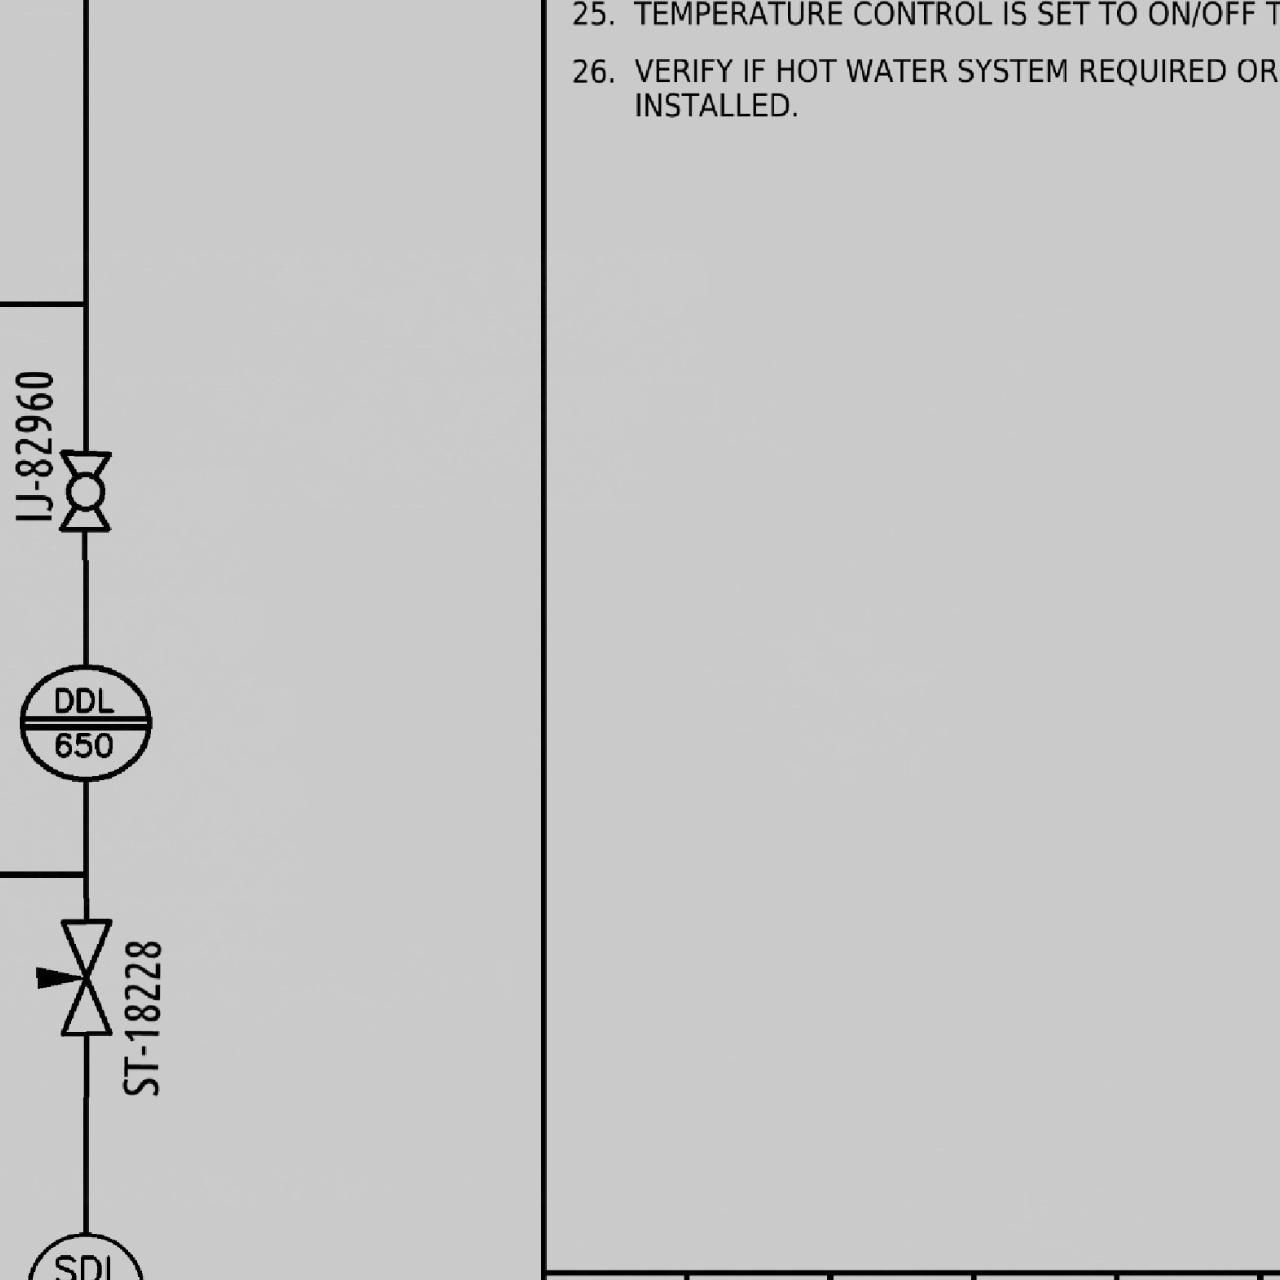 25. TEMPERATURE CONTROL IS SET TO ON/OFF
26. VERIFY IF HOT WATER SYSTEM REQUIRED OR
INSTALLED.
IJ-82960
DDL
650
ST-18228